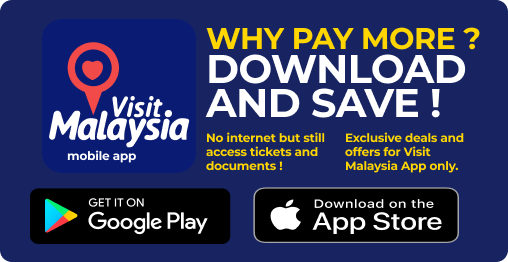 Visit
Malaysia
mobile app
WHY PAY MORE ?
DOWNLOAD
AND SAVE !
No internet but still
access tickets and
documents !
Exclusive deals and
offers for Visit
Malaysia App only.
GET IT ON
Google Play
Download on the
App Store